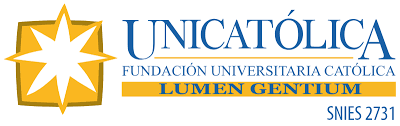 UNICATÓLICA
FUNDACIÓN UNIVERSITARIA CATÓLICA
LUMEN GENTIUM
SNIES 2731